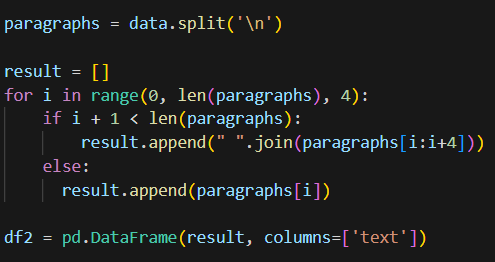 paragraphs = data.split('\n')
result = []
for i in range(0, len(paragraphs), 4):
    if i + 1 < len(paragraphs):
        result.append(" ".join(paragraphs[i:i+4]))
    else:
      result.append(paragraphs[i])
df2 = pd.DataFrame(result, columns=['text'])